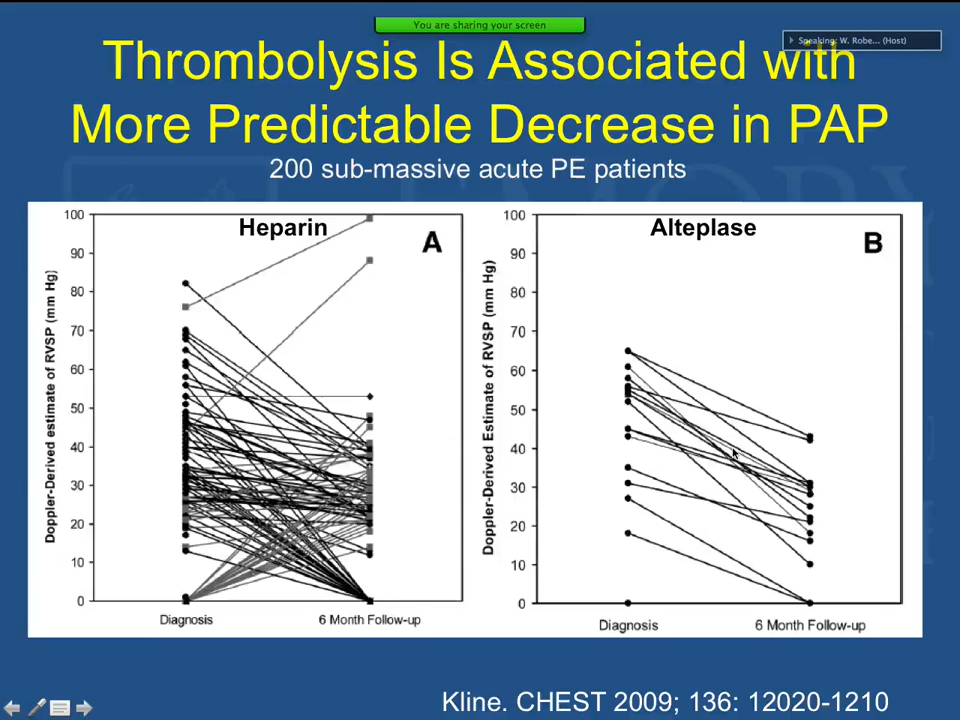 You are sharing your screen
Speaking: W. Robe... (Host)
Thrombolysis Is Associated with
More Predictable Decrease in PAP
200 sub-massive acute PE patients
Heparin
A
Doppler-Derived estimate of RVSP (mm Hg)
100
90
80
70
60
50
40
30
20
10
0
Diagnosis
6 Month Follow-up
Alteplase
B
Doppler-Derived Estimate of RVSP (mm Hg)
100
90
80
70
60
50
40
30
20
10
0
Diagnosis
6 Month Follow-up
Kline. CHEST 2009; 136: 12020-1210